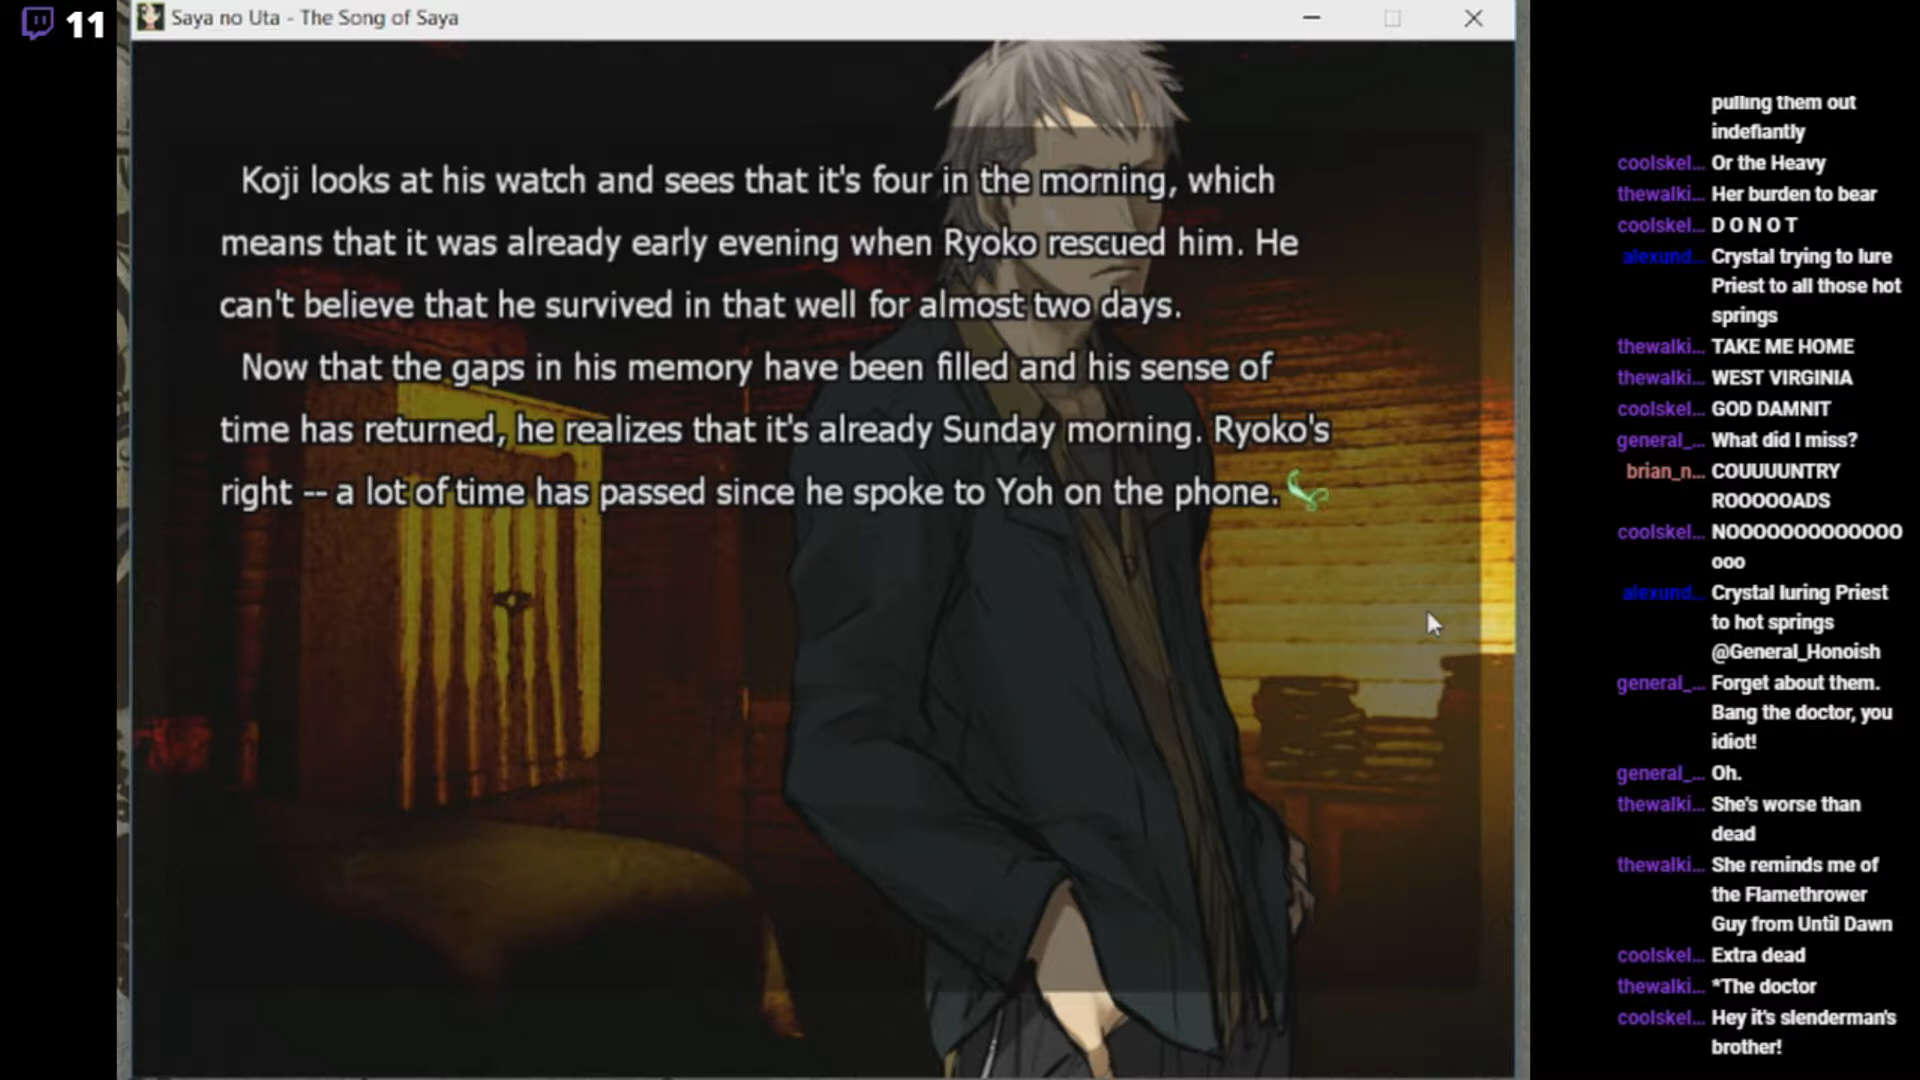 11
Saya no Uta - The Song of Saya
Koji looks at his watch and sees that it's four in the morning, which
means that it was already early evening when Ryoko rescued him. He
can't believe that he survived in that well for almost two days.
Now that the gaps in his memory have been filled and his sense of
time has returned, he realizes that it's already Sunday morning. Ryoko's
right -- a lot of time has passed since he spoke to Yoh on the phone.
pulling them out
indefiantly
coolskel... Or the Heavy
thewalki... Her burden to bear
coolskel... D O N O T
alexund... Crystal trying to lure
Priest to all those hot
springs
thewalki... TAKE ME HOME
thewalki... WEST VIRGINIA
coolskel... GOD DAMNIT
general_... What did I miss?
brian_n... COUUUUNTRY
ROOOOOADS
coolskel... NOOOOOOOOOOOOO
ooo
alexund... Crystal luring Priest
to hot springs
@General_Honoish
general_... Forget about them.
Bang the doctor, you
idiot!
general_... Oh.
thewalki... She's worse than
dead
thewalki... She reminds me of
the Flamethrower
Guy from Until Dawn
coolskel... Extra dead
thewalki... *The doctor
coolskel... Hey it's slenderman's
brother!